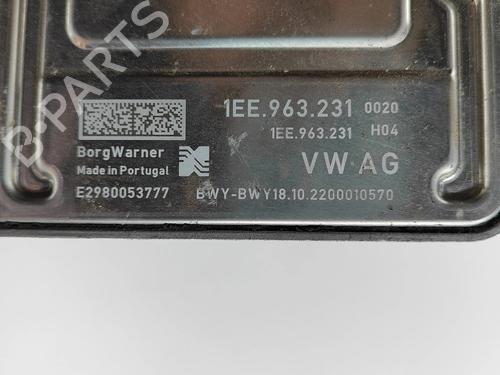 B-PARTS
1EE.963.231 0020
1EE.963.231 H04
BorgWarner
Made in Portugal
VW AG
E2980053777 BWY-BWY18.10.2200010570